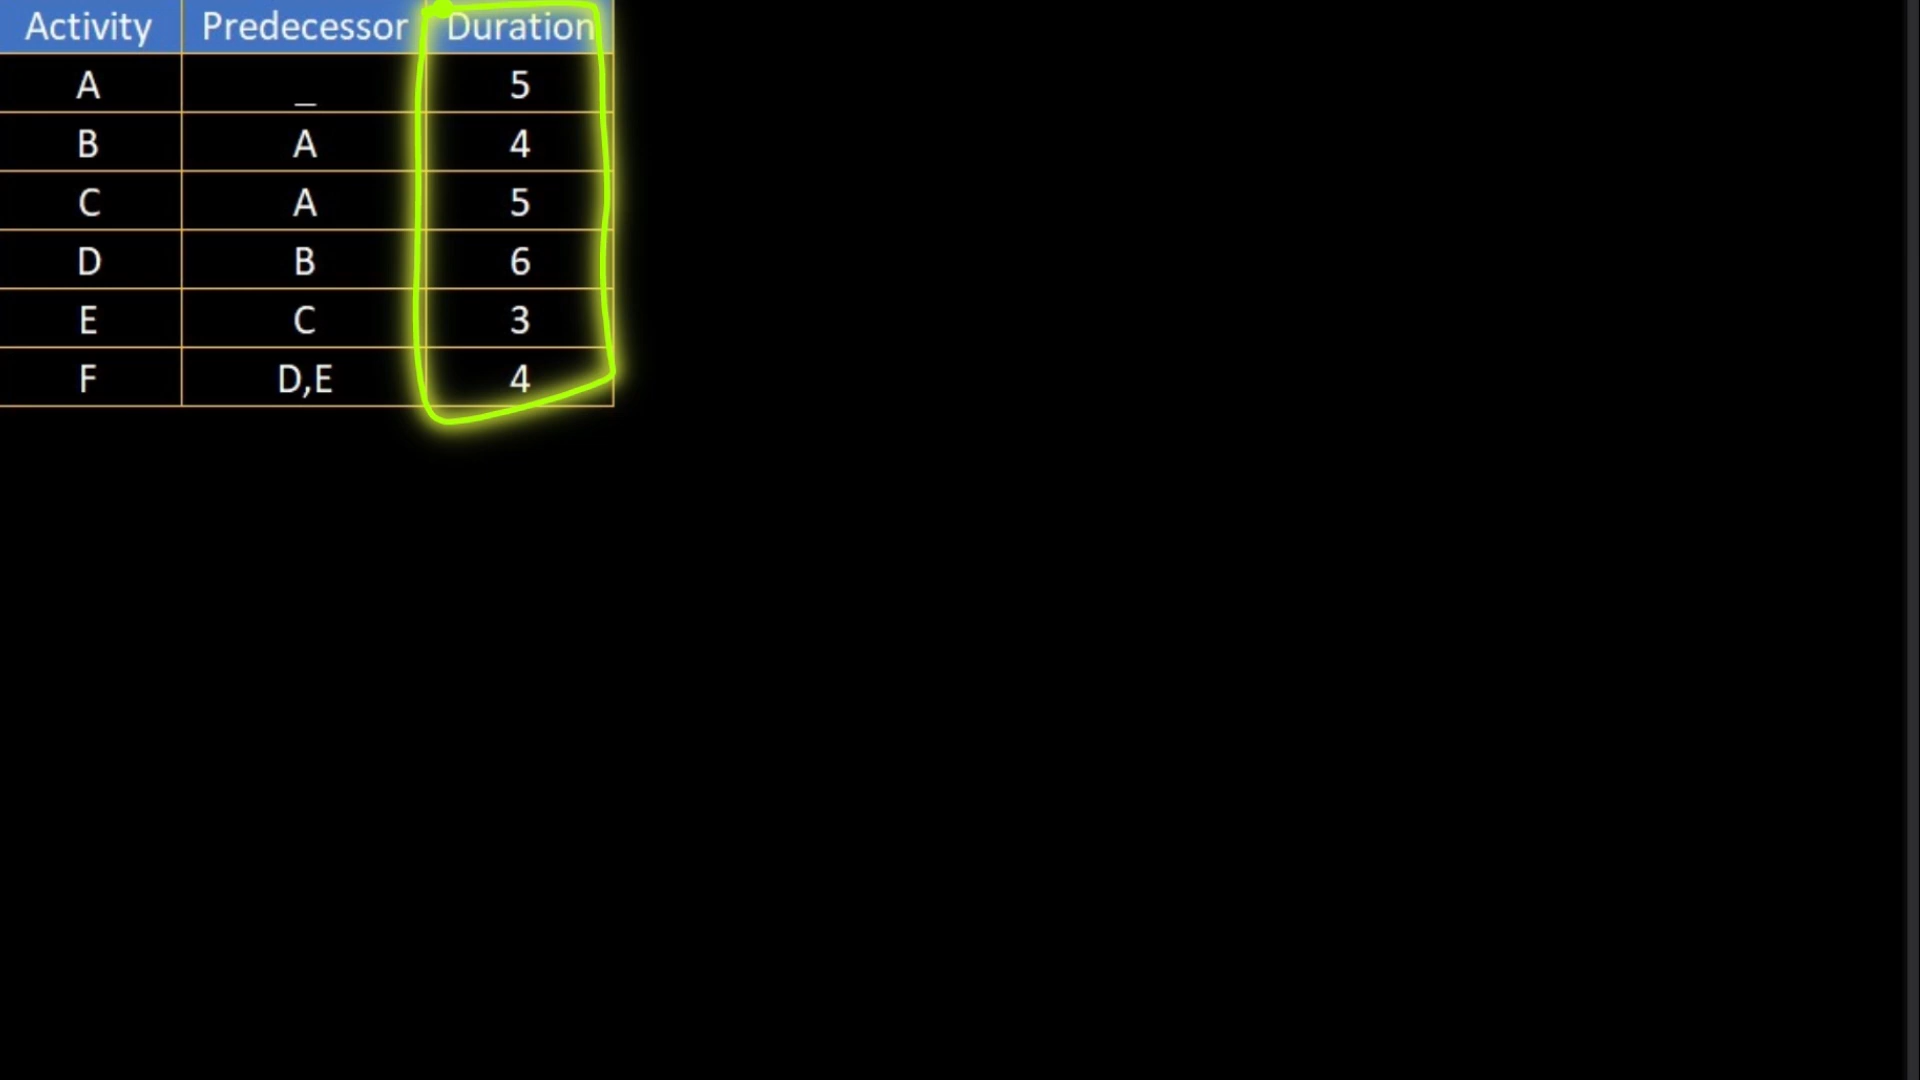 Activity Predecessor Duration
A _ 5
B A 4
C A 5
D B 6
E C 3
F D,E 4